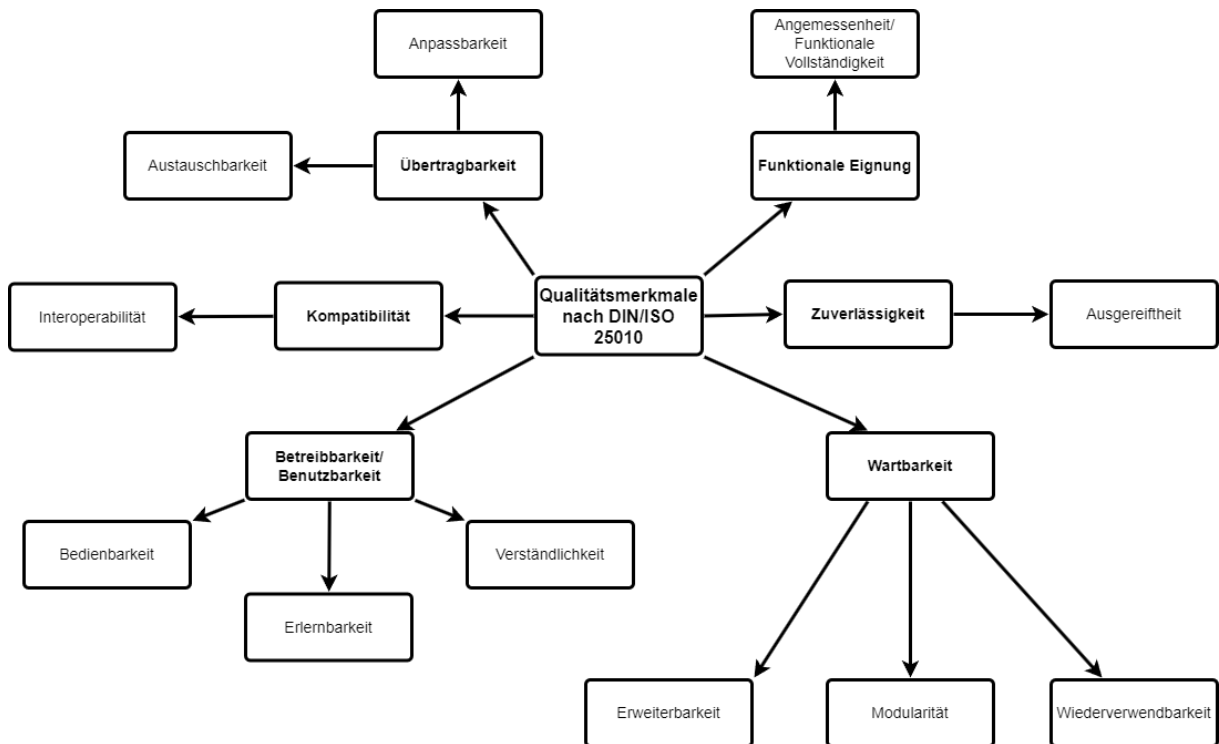 Anpassbarkeit
Angemessenheit/
Funktionale
Vollständigkeit
Austauschbarkeit
Übertragbarkeit
Funktionale Eignung
Interoperabilität
Kompatibilität
Qualitätsmerkmale
nach DIN/ISO
25010
Zuverlässigkeit
Ausgereiftheit
Betreibbarkeit/
Benutzbarkeit
Wartbarkeit
Bedienbarkeit
Verständlichkeit
Erlernbarkeit
Erweiterbarkeit
Modularität
Wiederverwendbarkeit